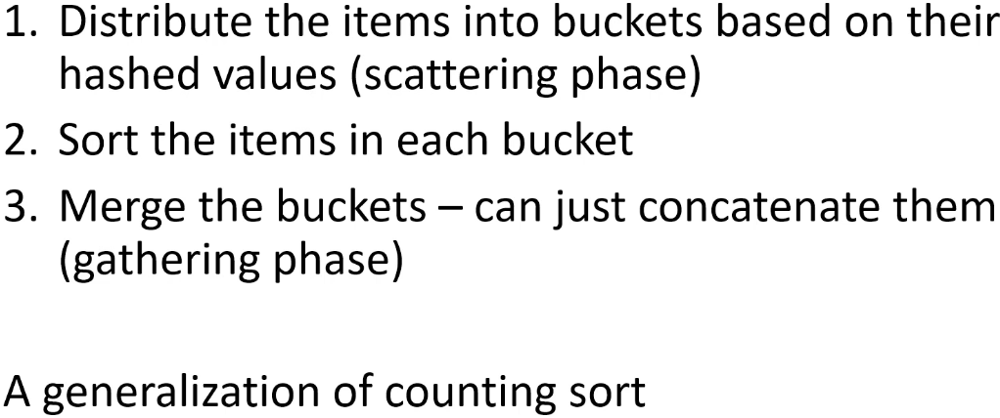 1. Distribute the items into buckets based on their
hashed values (scattering phase)
2. Sort the items in each bucket
3. Merge the buckets – can just concatenate them
(gathering phase)
A generalization of counting sort